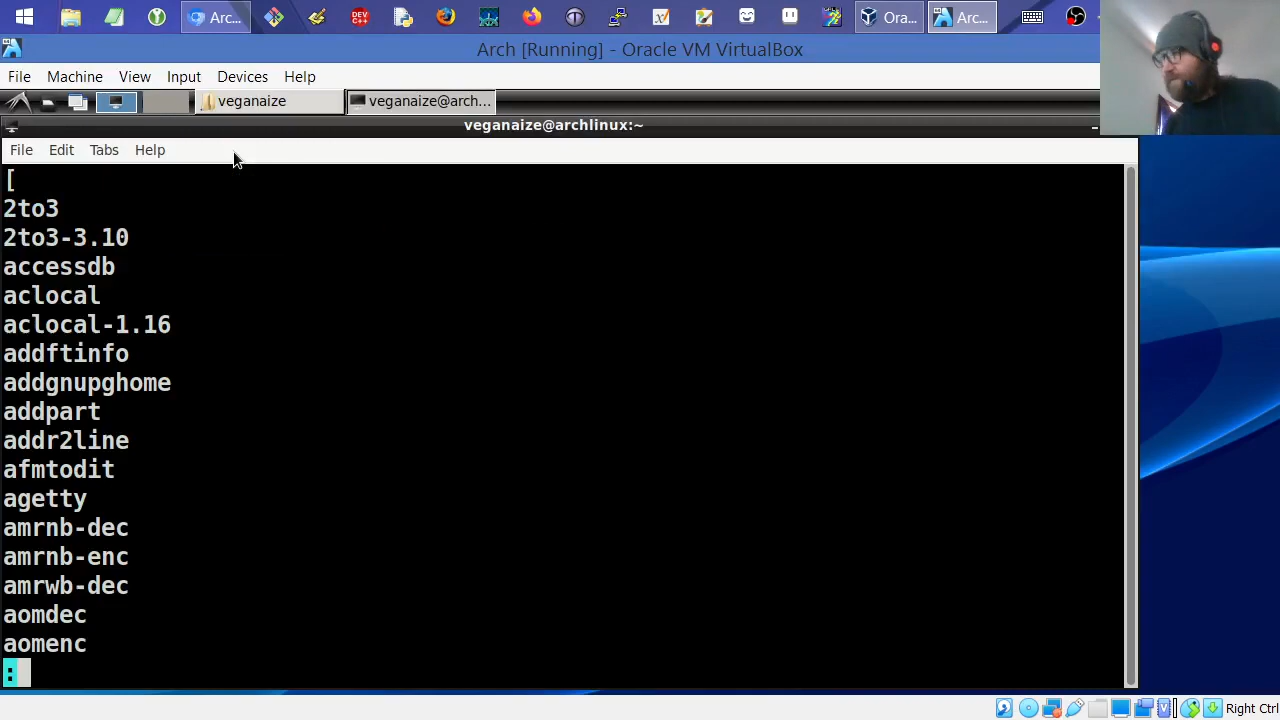 Arc...
DEV C++
Ora...
Arc...
Arch [Running] - Oracle VM VirtualBox
File Machine View Input Devices Help
veganaize
veganaize@arch...
veganaize@archlinux:~
File Edit Tabs Help
[
2to3
2to3-3.10
accessdb
aclocal
aclocal-1.16
addftinfo
addgnupghome
addpart
addr2line
afmtodit
agetty
amrnb-dec
amrnb-enc
amrwb-dec
aomdec
aomenc
:
Right Ctrl